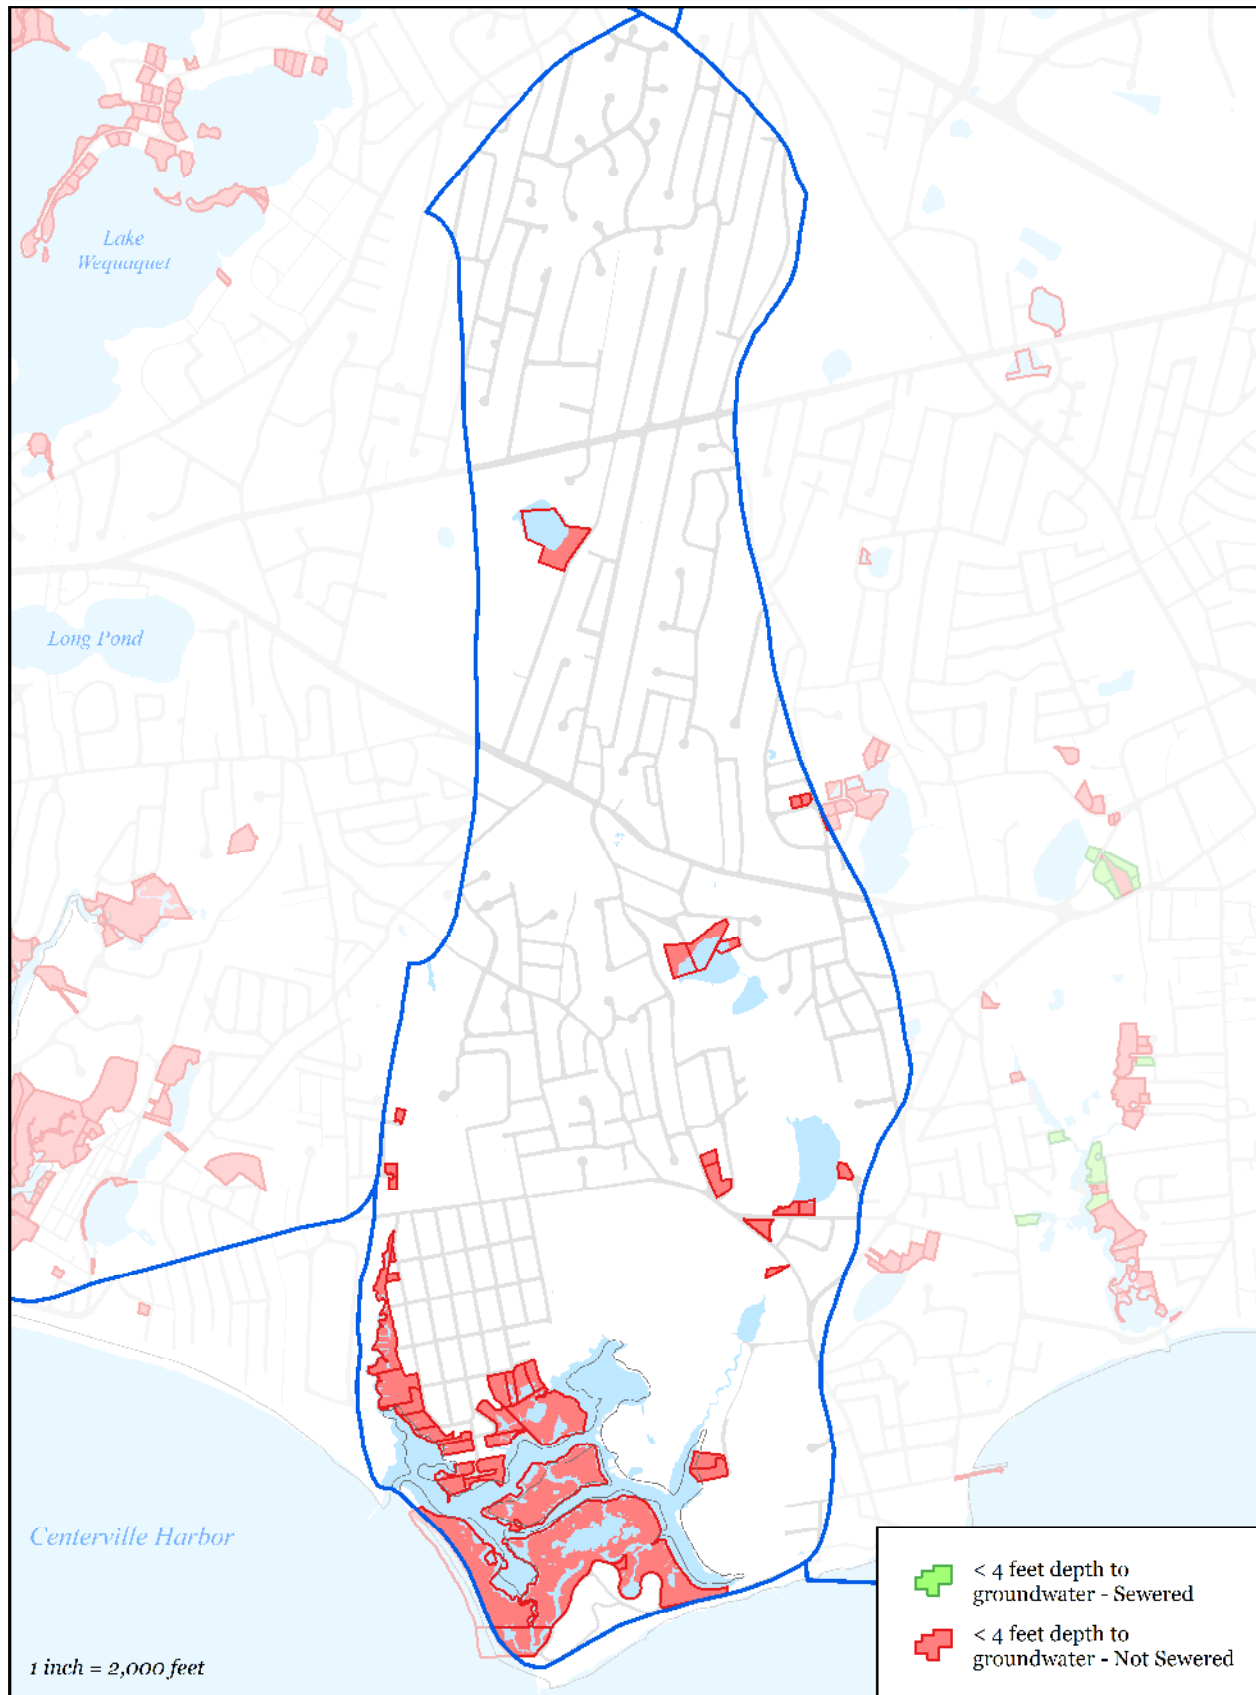 Lake
Wequaquet
Long Pond
Centerville Harbor
1 inch = 2,000 feet
< 4 feet depth to
groundwater - Sewered
< 4 feet depth to
groundwater - Not Sewered